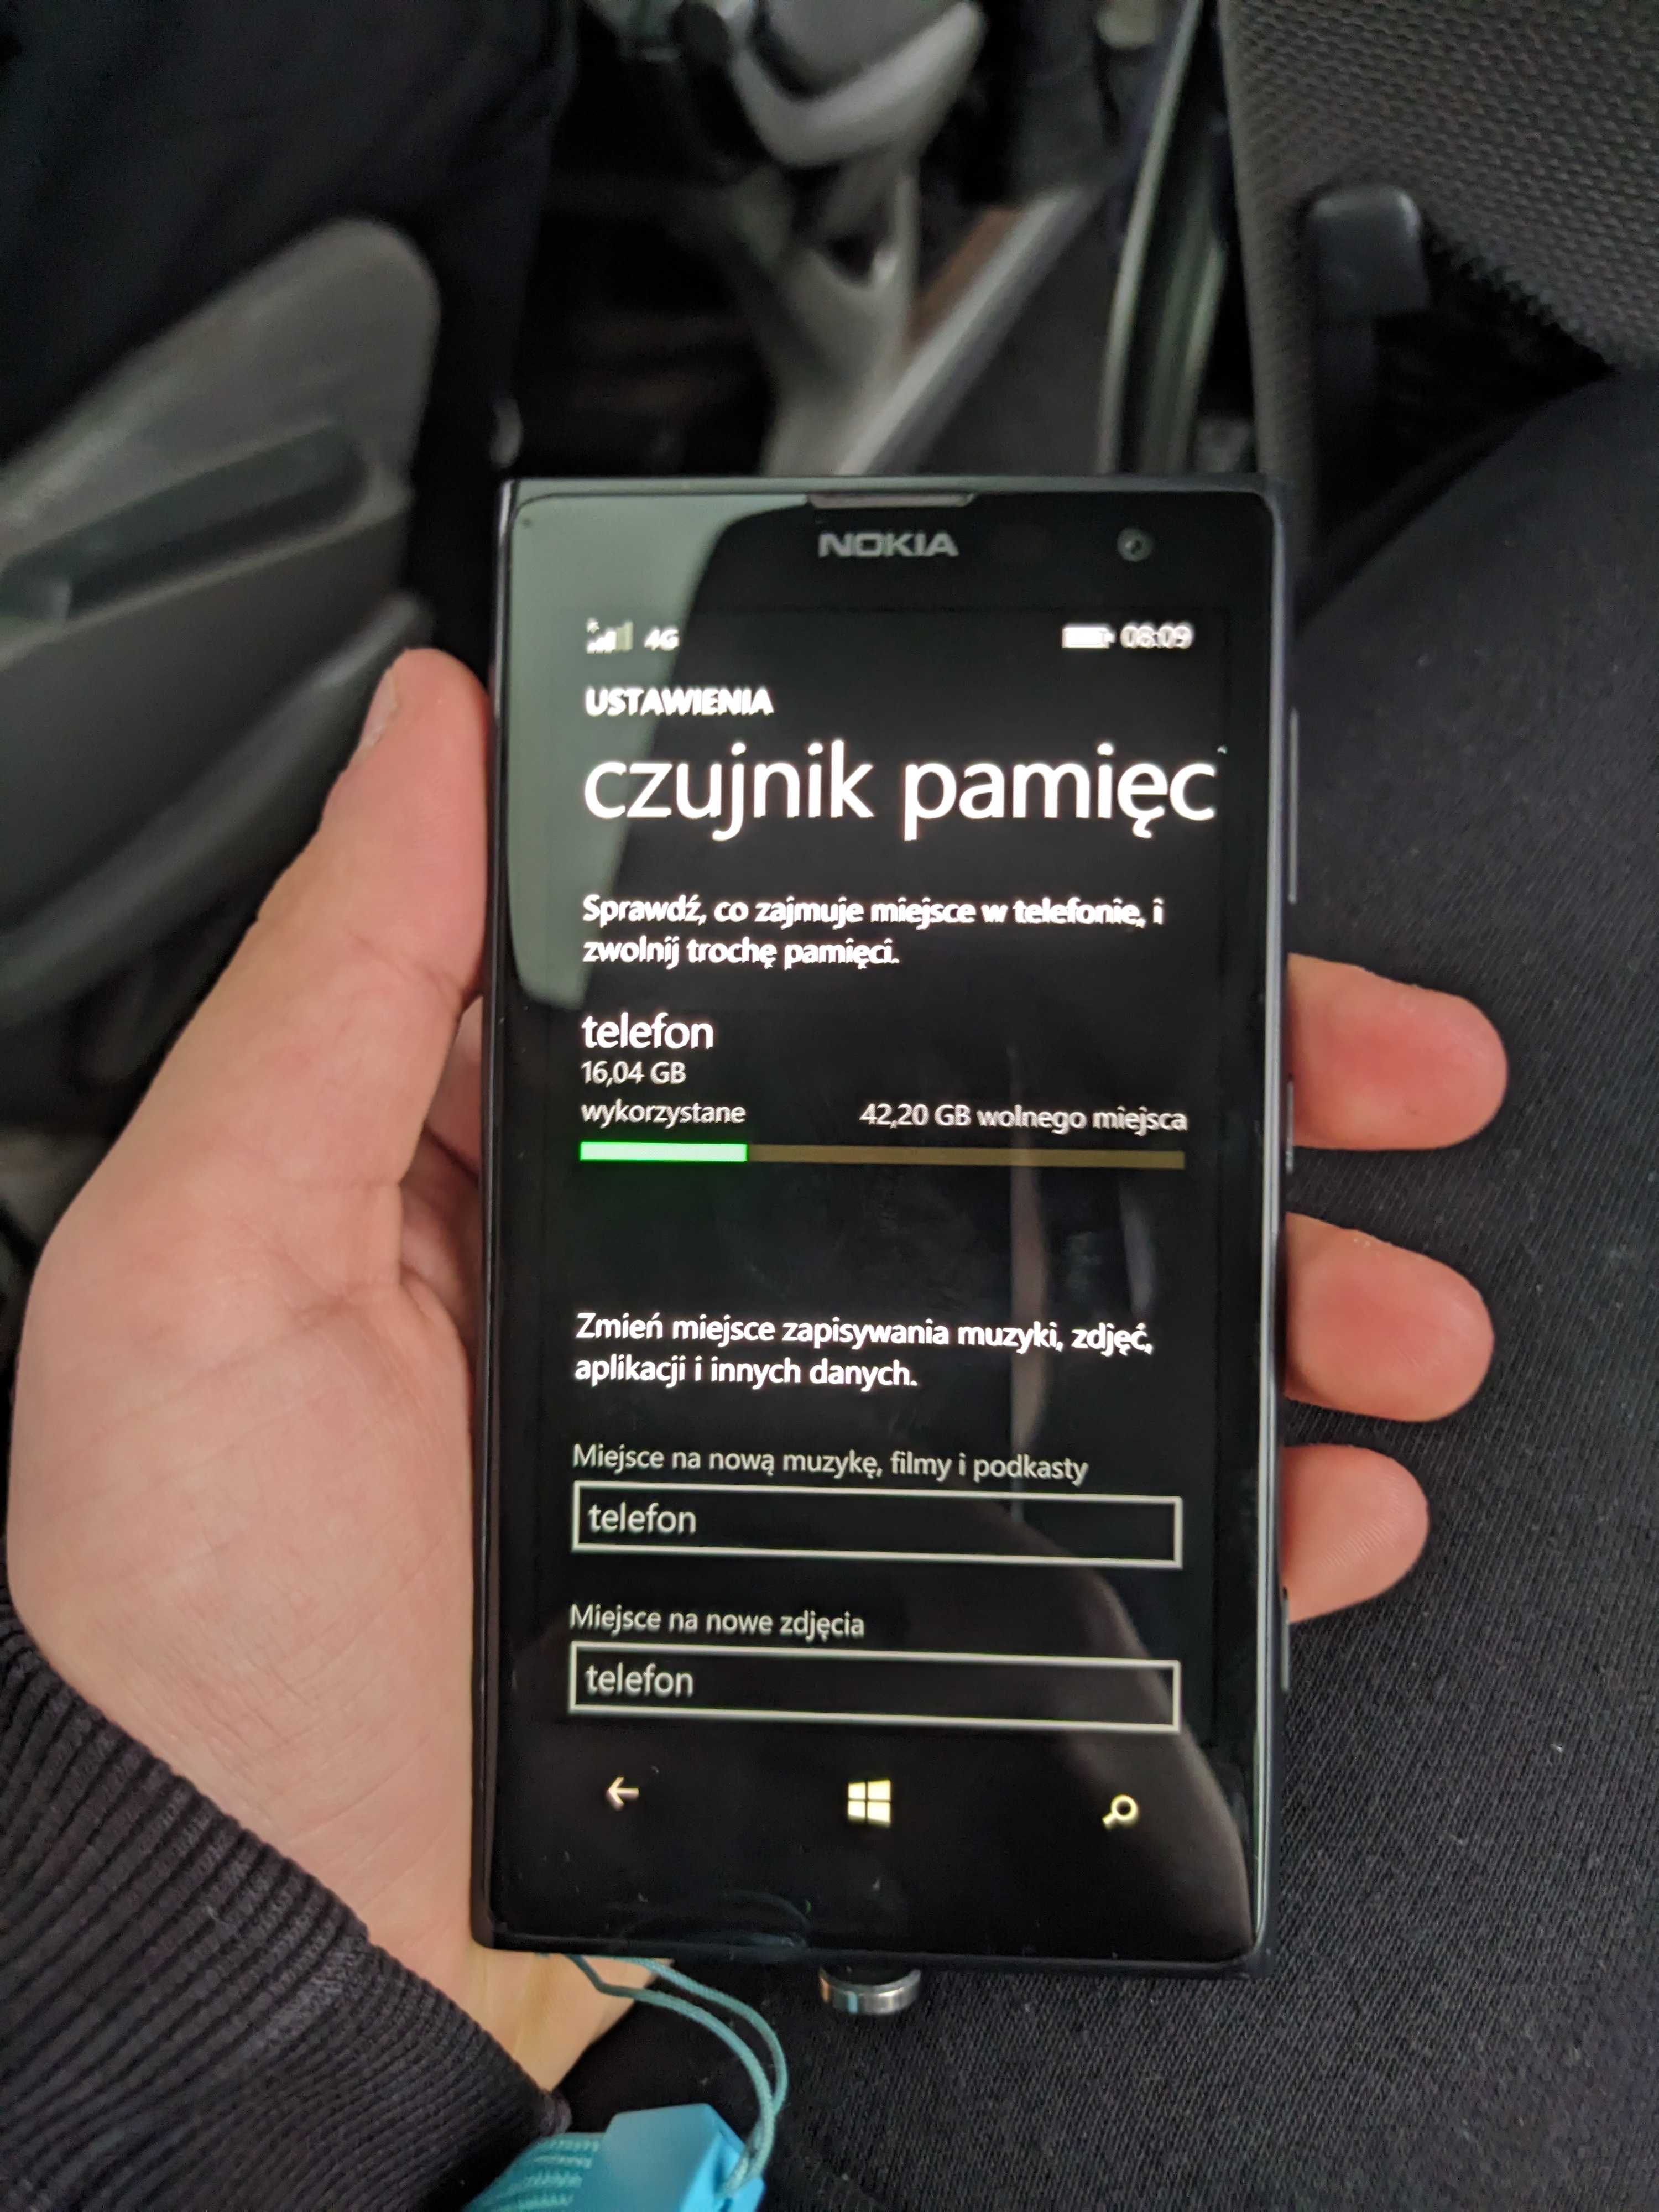 NOKIA
4G 08:09
USTAWIENIA
czujnik pamięc
Sprawdź, co zajmuje miejsce w telefonie, i
zwolnij trochę pamięci.
telefon
16,04 GB
wykorzystane 42,20 GB wolnego miejsca
Zmień miejsce zapisywania muzyki, zdjęć,
aplikacji i innych danych.
Miejsce na nową muzykę, filmy i podkasty
telefon
Miejsce na nowe zdjęcia
telefon